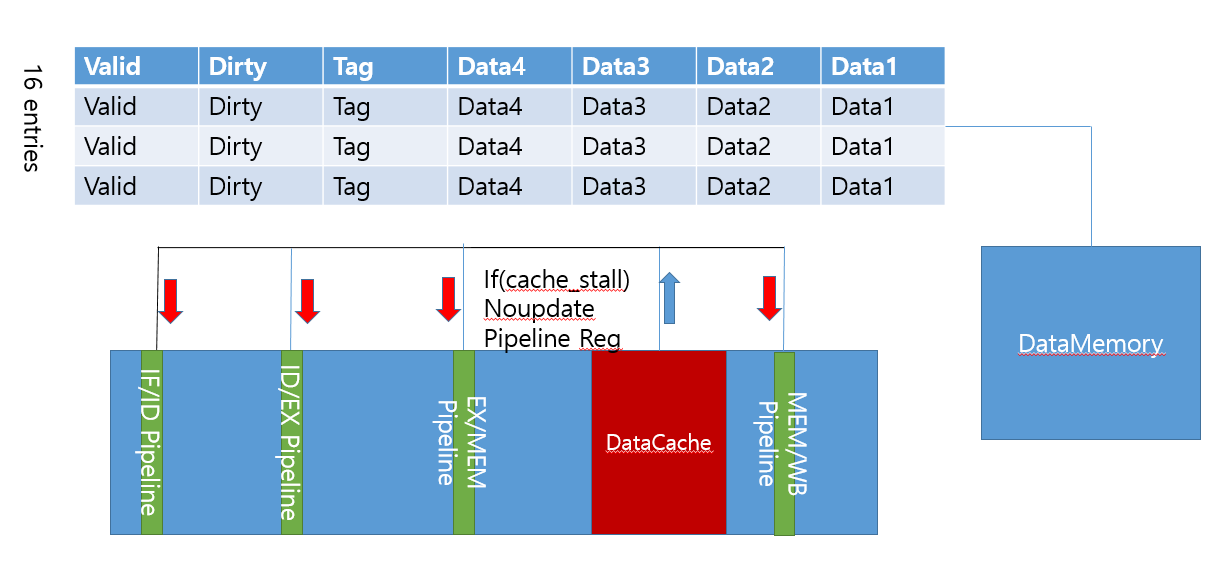 16 entries
Valid Dirty Tag Data4 Data3 Data2 Data1
Valid Dirty Tag Data4 Data3 Data2 Data1
Valid Dirty Tag Data4 Data3 Data2 Data1
Valid Dirty Tag Data4 Data3 Data2 Data1
If(cache_stall)
Noupdate
Pipeline Reg
IF/ID Pipeline
ID/EX Pipeline
EX/MEM
Pipeline
DataCache
MEM/WB
Pipeline
DataMemory